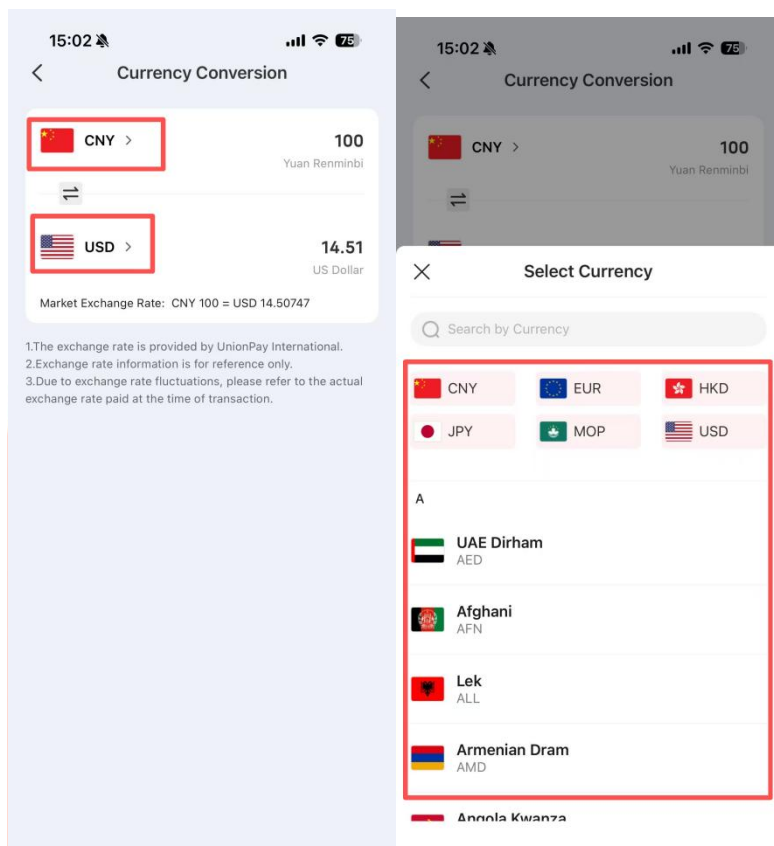 15:02
75
Currency Conversion
CNY >
100
Yuan Renminbi
USD >
14.51
US Dollar
Market Exchange Rate: CNY 100 = USD 14.50747
1.The exchange rate is provided by UnionPay International.
2.Exchange rate information is for reference only.
3.Due to exchange rate fluctuations, please refer to the actual
exchange rate paid at the time of transaction.
15:02
75
Currency Conversion
CNY >
100
Yuan Renminbi
Select Currency
Search by Currency
CNY
EUR
HKD
JPY
MOP
USD
A
UAE Dirham
AED
Afghani
AFN
Lek
ALL
Armenian Dram
AMD
Angola Kwanza